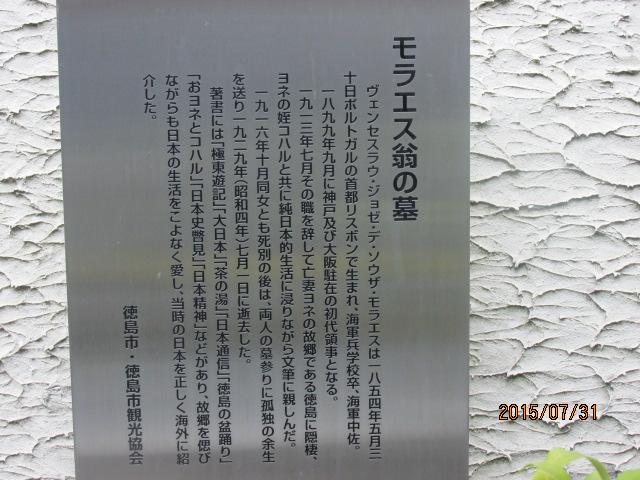 モラエス翁の墓
ヴェンセスラウ・ジョゼ・デ・ソウザ・モラエスは一八五四年五月三
十日ポルトガルの首都リスボンで生まれ、海軍兵学校卒、海軍中佐。
一八九九年九月に神戸及び大阪駐在の初代領事となる。
一九一三年七月その職を辞して亡妻ヨネの故郷である徳島に隠棲、
ヨネの姪コハルと共に純日本的生活に浸りながら文筆に親しんだ。
一九一六年十月同女とも死別の後は、両人の墓参りに孤独の余生
を送り一九二九年(昭和四年)七月一日に逝去した。
著書には「極東遊記」「大日本」「茶の湯」「日本通信」「徳島の盆踊り」
「おヨネとコハル」「日本史瞥見」「日本精神」などがあり、故郷を偲び
ながらも日本の生活をこよなく愛し、当時の日本を正しく海外に紹
介した。
徳島市・徳島市観光協会
2015/07/31